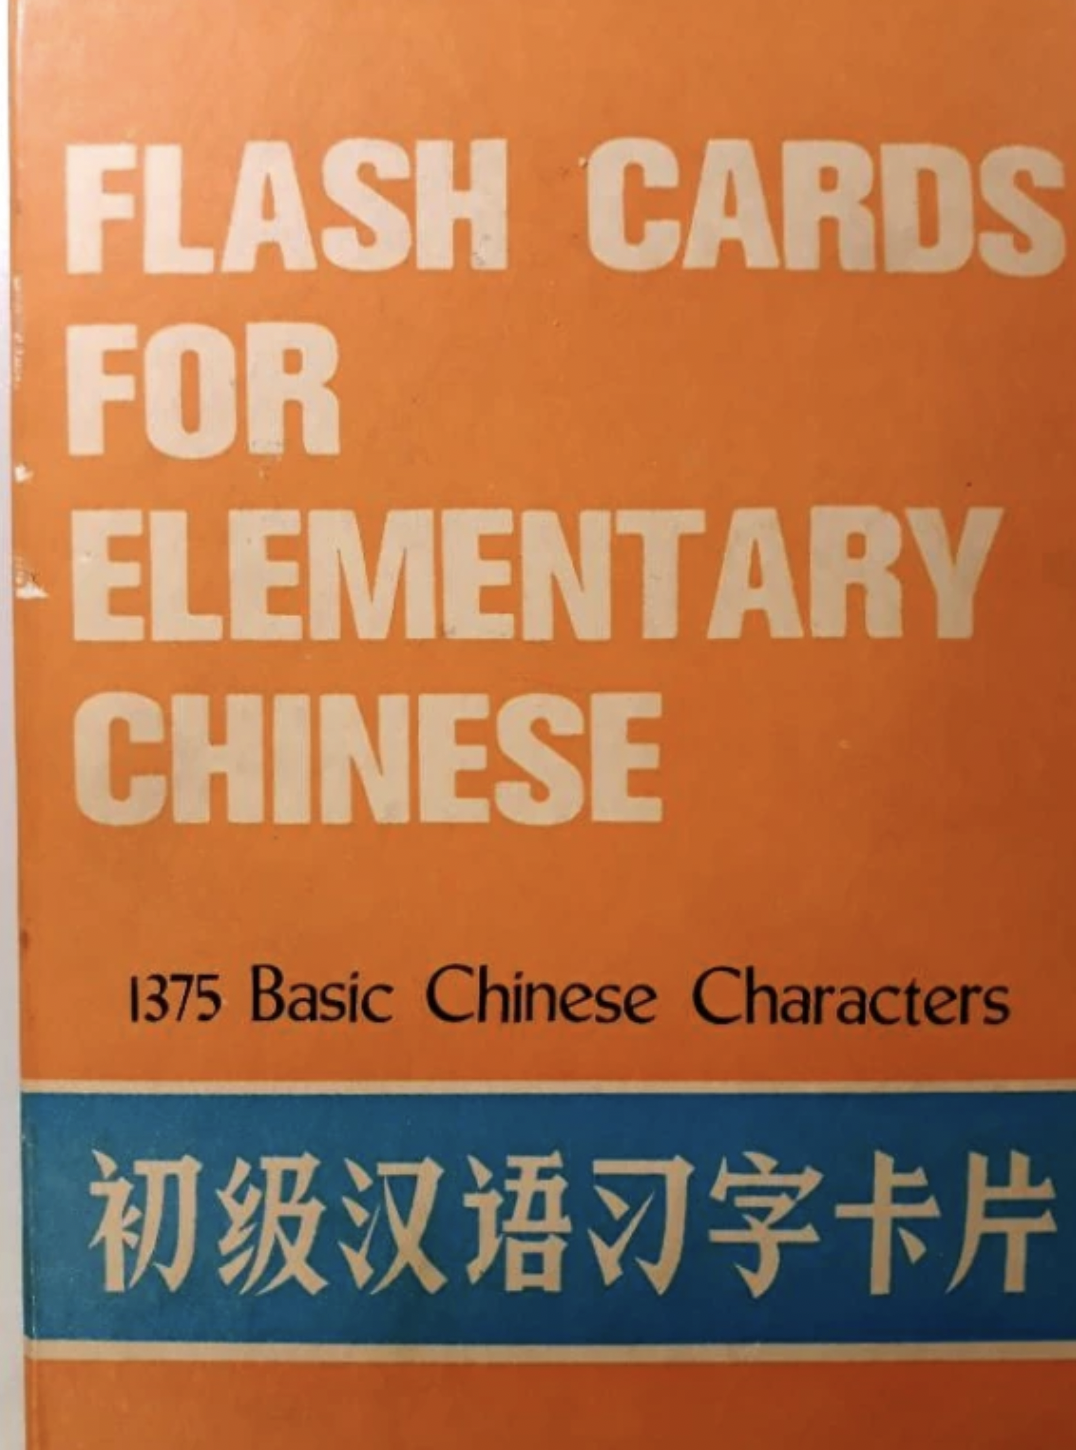 FLASH CARDS
FOR
ELEMENTARY
CHINESE
1375 Basic Chinese Characters
初级汉语习字卡片